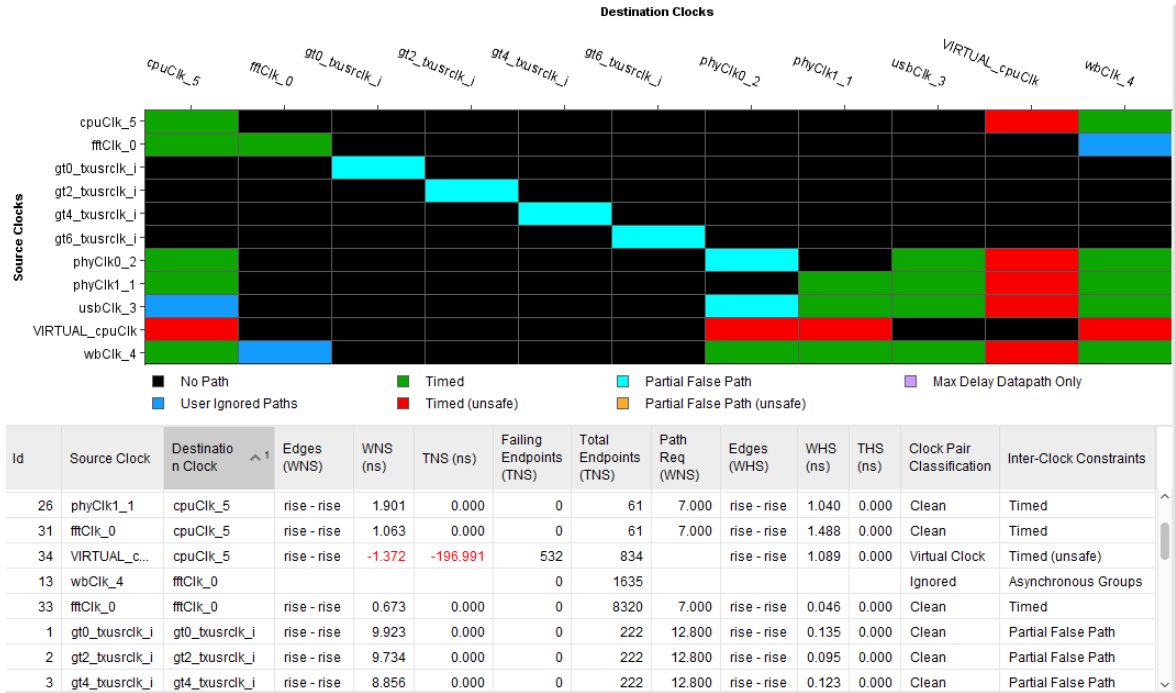 Destination Clocks
cpuClk_5 fftClk_0 gt0_txusrclk_i gt2_txusrclk_i gt4_txusrclk_i gt6_txusrclk_i phyClk0_2 phyClk1_1 usbClk_3 VIRTUAL_cpuClk wbClk_4
Source Clocks
cpuClk_5
fftClk_0
gt0_txusrclk_i
gt2_txusrclk_i
gt4_txusrclk_i
gt6_txusrclk_i
phyClk0_2
phyClk1_1
usbClk_3
VIRTUAL_cpuClk
wbClk_4
No Path Timed Partial False Path Max Delay Datapath Only
User Ignored Paths Timed (unsafe) Partial False Path (unsafe)
Id Source Clock Destinatio n Clock 1 Edges (WNS) WNS (ns) TNS (ns) Failing Endpoints (TNS) Total Endpoints (TNS) Path Req (WNS) Edges (WHS) WHS (ns) THS (ns) Clock Pair Classification Inter-Clock Constraints
26 phyClk1_1 cpuClk_5 rise - rise 1.901 0.000 0 61 7.000 rise - rise 1.040 0.000 Clean Timed
31 fftClk_0 cpuClk_5 rise - rise 1.063 0.000 0 61 7.000 rise - rise 1.488 0.000 Clean Timed
34 VIRTUAL_c... cpuClk_5 rise - rise -1.372 -196.991 532 834 rise - rise 1.089 0.000 Virtual Clock Timed (unsafe)
13 wbClk_4 fftClk_0 0 1635 Ignored Asynchronous Groups
33 fftClk_0 fftClk_0 rise - rise 0.673 0.000 0 8320 7.000 rise - rise 0.046 0.000 Clean Timed
1 gt0_txusrclk_i gt0_txusrclk_i rise - rise 9.923 0.000 0 222 12.800 rise - rise 0.135 0.000 Clean Partial False Path
2 gt2_txusrclk_i gt2_txusrclk_i rise - rise 9.734 0.000 0 222 12.800 rise - rise 0.095 0.000 Clean Partial False Path
3 gt4_txusrclk_i gt4_txusrclk_i rise - rise 8.856 0.000 0 222 12.800 rise - rise 0.123 0.000 Clean Partial False Path